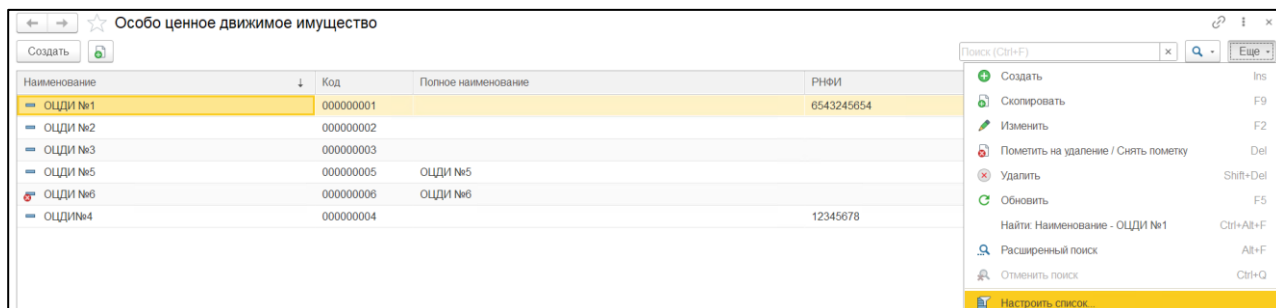 Особо ценное движимое имущество
Создать Поиск (Ctrl+F) Еще
Наименование Код Полное наименование РНФИ
ОЦДИ №1 000000001 6543245654
ОЦДИ №2 000000002
ОЦДИ №3 000000003
ОЦДИ №5 000000005 ОЦДИ №5
ОЦДИ №6 000000006 ОЦДИ №6
ОЦДИ№4 000000004 12345678
Создать Ins
Скопировать F9
Изменить F2
Пометить на удаление / Снять пометку Del
Удалить Shift+Del
Обновить F5
Найти: Наименование - ОЦДИ №1 Ctrl+Alt+F
Расширенный поиск Alt+F
Отменить поиск Ctrl+Q
Настроить список...